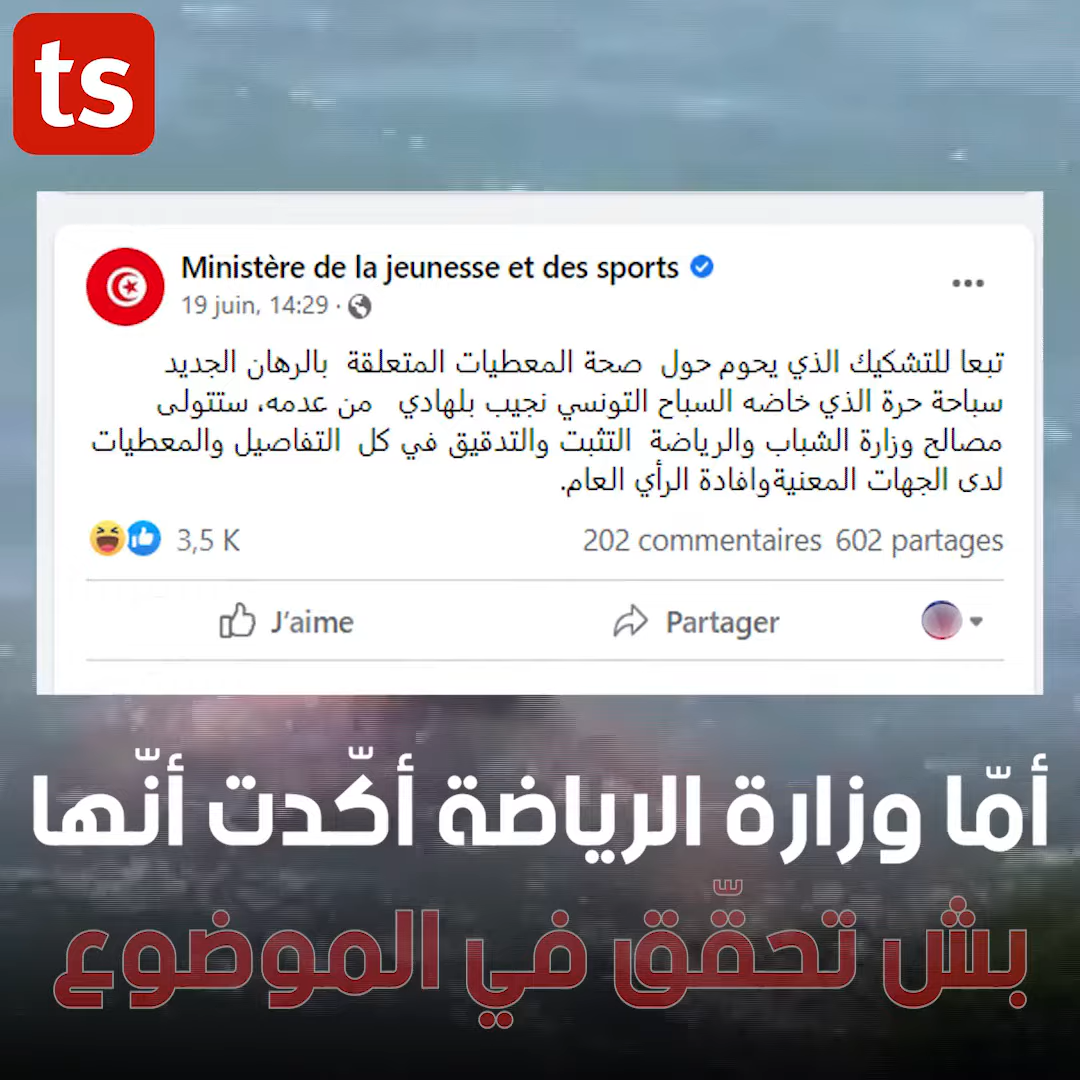 ts
Ministère de la jeunesse et des sports
19 juin, 14:29 ·
تبعا للتشكيك الذي يحوم حول صحة المعطيات المتعلقة بالرهان الجديد
سباحة حرة الذي خاضه السباح التونسي نجيب بلهادي من عدمه، ستتولى
مصالح وزارة الشباب والرياضة التثبت والتدقيق في كل التفاصيل والمعطيات
لدى الجهات المعنيةوافادة الرأي العام.
3,5 K 202 commentaires 602 partages
J'aime Partager
أمّا وزارة الرياضة أكّدت أنّها
بش تحقّق في الموضوع